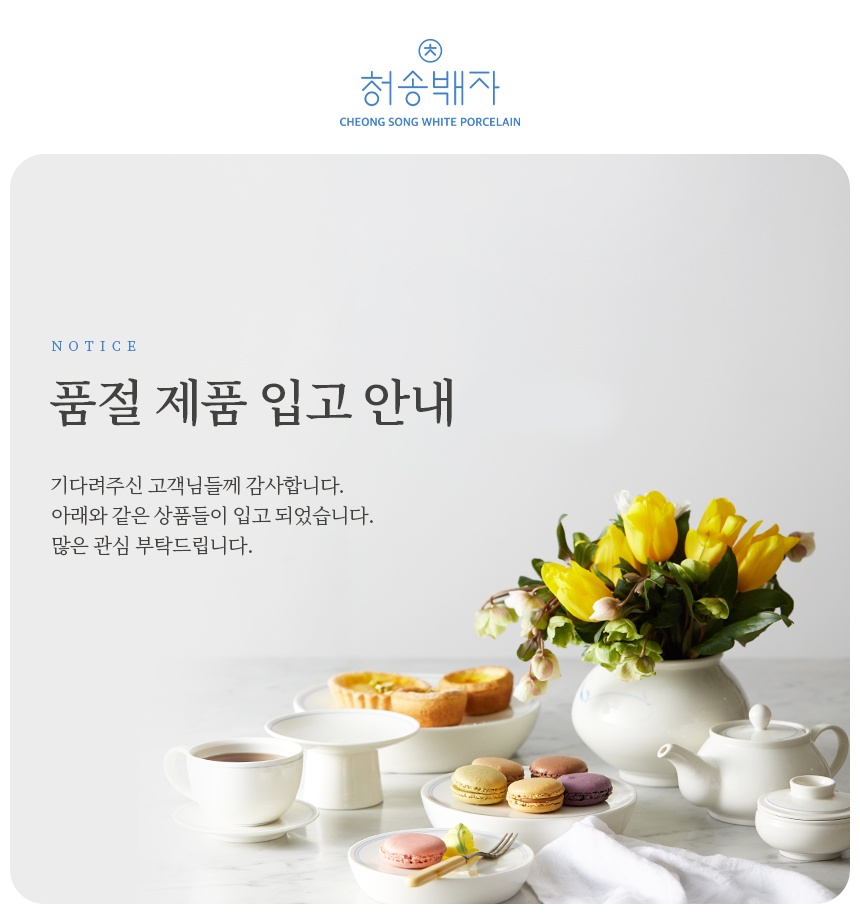 ㅊ
청송백자
CHEONG SONG WHITE PORCELAIN
NOTICE
품절 제품 입고 안내
기다려주신 고객님들께 감사합니다.
아래와 같은 상품들이 입고 되었습니다.
많은 관심 부탁드립니다.